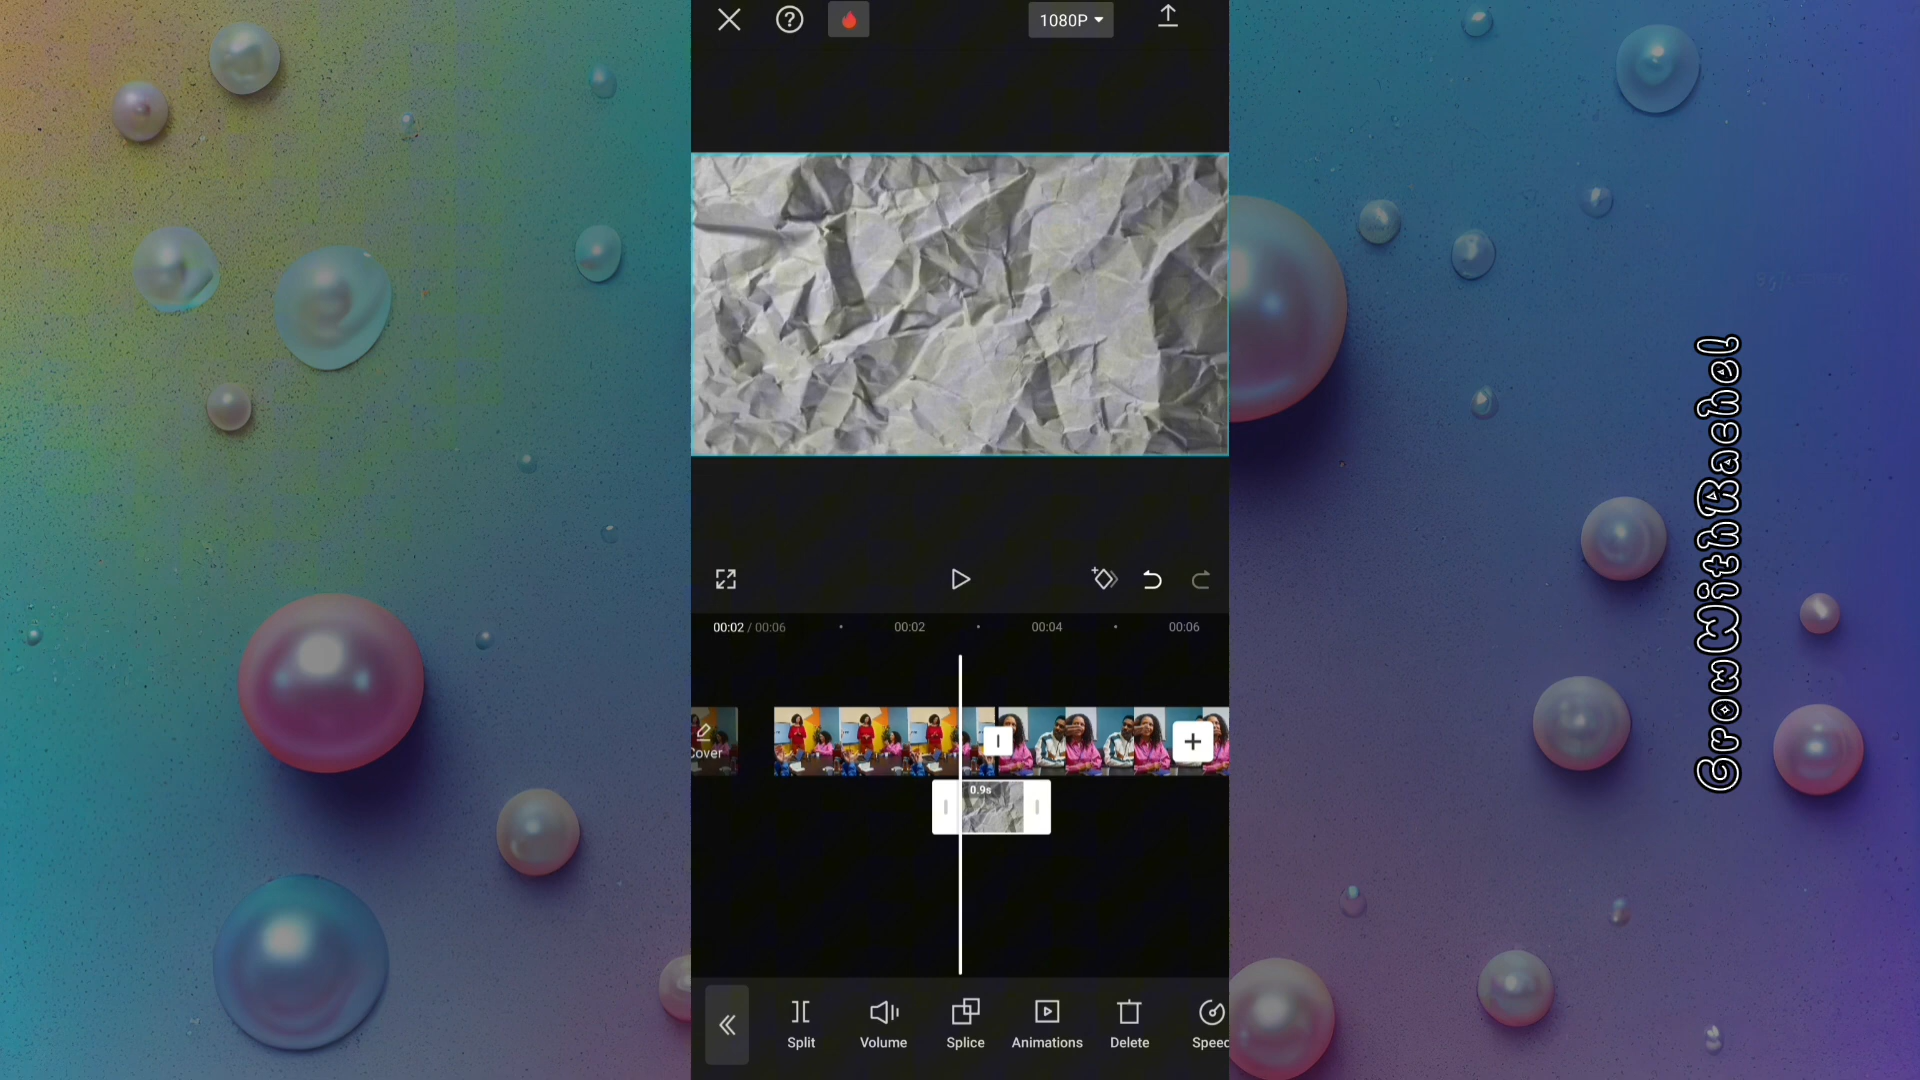 1080P
00:02 / 00:06
00:02
00:04
00:06
Cover
0.9s
Split
Volume
Splice
Animations
Delete
Speed
GrowWithRachel